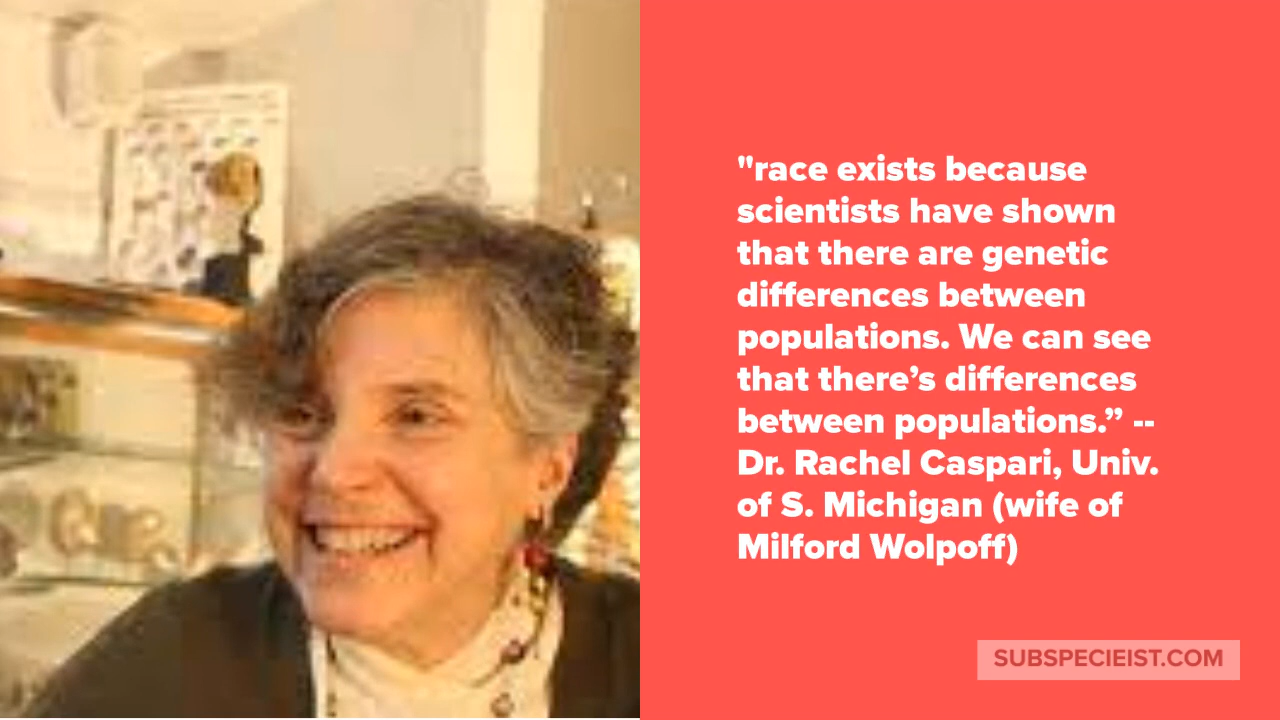 "race exists because
scientists have shown
that there are genetic
differences between
populations. We can see
that there’s differences
between populations.” --
Dr. Rachel Caspari, Univ.
of S. Michigan (wife of
Milford Wolpoff)
SUBSPECIEIST.COM